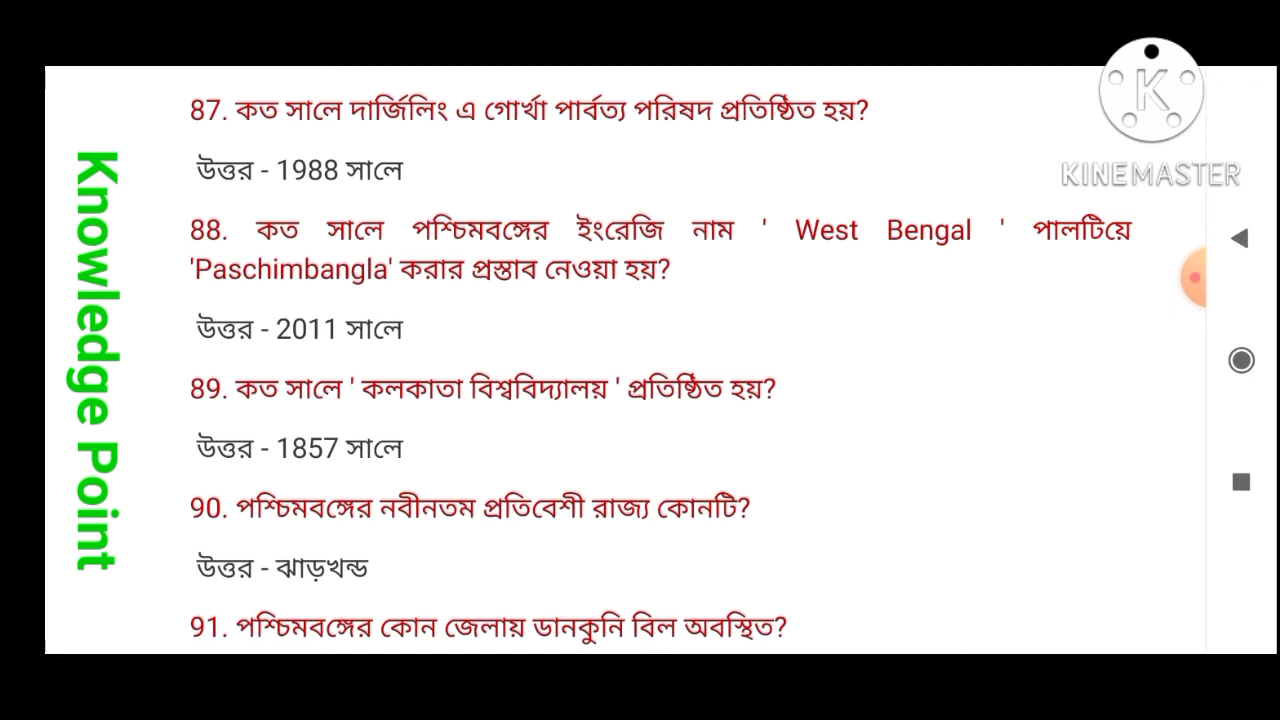 Knowledge Point
K
KINEMASTER
87. কত সালে দার্জিলিং এ গোর্খা পার্বত্য পরিষদ প্রতিষ্ঠিত হয়?
উত্তর - 1988 সালে
88. কত সালে পশ্চিমবঙ্গের ইংরেজি নাম ' West Bengal ' পালটিয়ে
'Paschimbangla' করার প্রস্তাব নেওয়া হয়?
উত্তর - 2011 সালে
89. কত সালে ' কলকাতা বিশ্ববিদ্যালয় ' প্রতিষ্ঠিত হয়?
উত্তর - 1857 সালে
90. পশ্চিমবঙ্গের নবীনতম প্রতিবেশী রাজ্য কোনটি?
উত্তর - ঝাড়খন্ড
91. পশ্চিমবঙ্গের কোন জেলায় ডানকুনি বিল অবস্থিত?